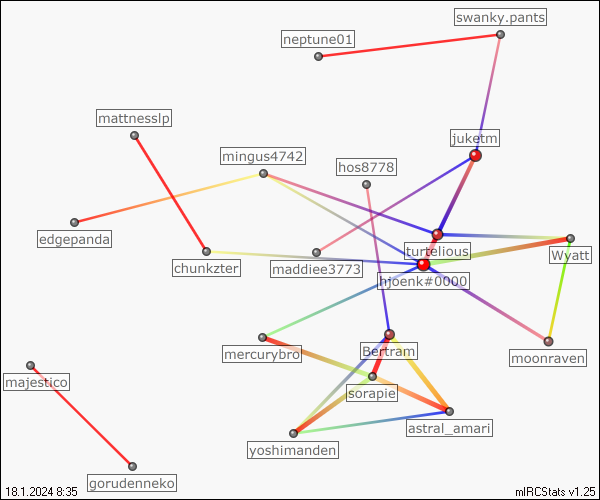 swanky.pants
neptune01
mattnesslp
juketm
mingus4742
hos8778
edgepanda
turtelious
Wyatt
chunkzter
maddiee3773
hjoenk#0000
mercurybro
Bertram
moonraven
majestico
sorapie
astral_amari
yoshimanden
gorudenneko
18.1.2024 8:35
mIRCStats v1.25